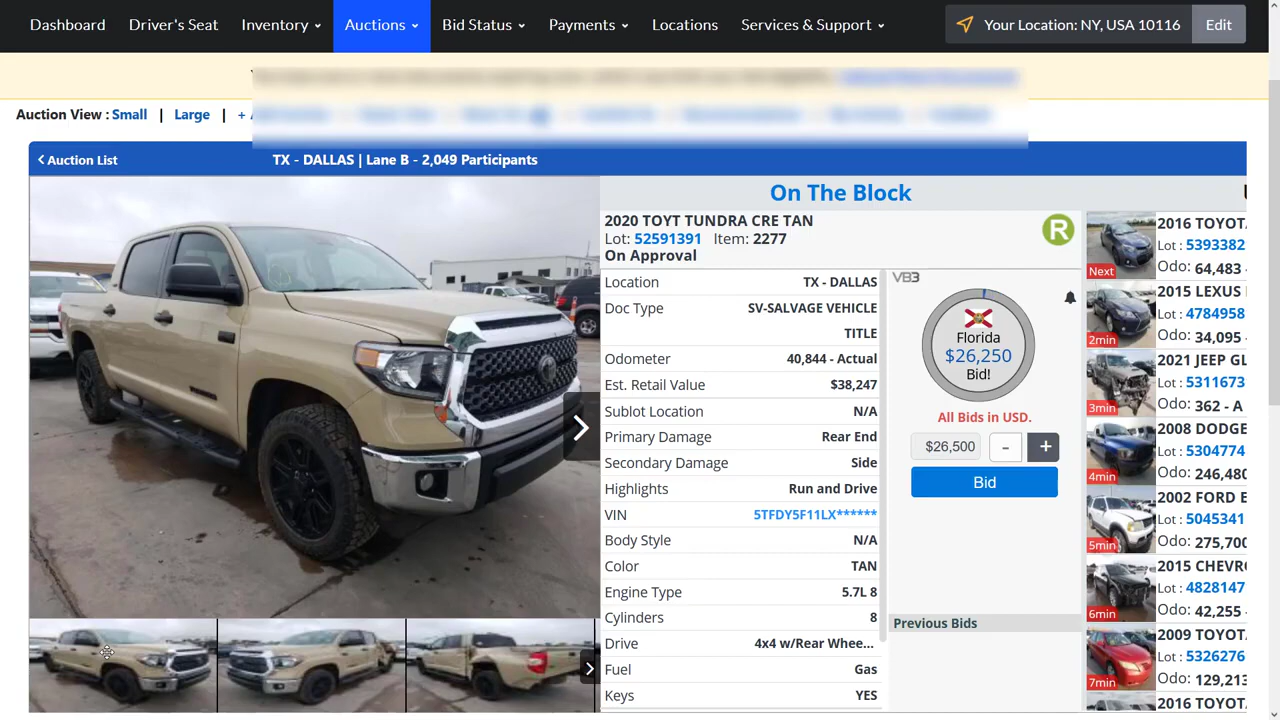 Dashboard Driver's Seat Inventory Auctions Bid Status Payments Locations Services & Support Your Location: NY, USA 10116 Edit
Auction View : Small | Large | +
Auction List TX - DALLAS | Lane B - 2,049 Participants
On The Block
2020 TOYT TUNDRA CRE TAN
Lot: 52591391 Item: 2277
On Approval
R
Location TX - DALLAS
Doc Type SV-SALVAGE VEHICLE
TITLE
Odometer 40,844 - Actual
Est. Retail Value $38,247
Sublot Location N/A
Primary Damage Rear End
Secondary Damage Side
Highlights Run and Drive
VIN 5TFDY5F11LX******
Body Style N/A
Color TAN
Engine Type 5.7L 8
Cylinders 8
Drive 4x4 w/Rear Whee...
Fuel Gas
Keys YES
VB3
Florida
$26,250
Bid!
All Bids in USD.
$26,500 - +
Bid
Previous Bids
2016 TOYOT
Lot : 5393382
Next Odo: 64,483
2015 LEXUS
Lot : 4784958
2min Odo: 34,095
2021 JEEP GL
Lot : 5311673
3min Odo: 362 - A
2008 DODGE
Lot : 5304774
4min Odo: 246,480
2002 FORD E
Lot : 5045341
5min Odo: 275,700
2015 CHEVR
Lot : 4828147
6min Odo: 42,255
2009 TOYOT
Lot : 5326276
7min Odo: 129,213
2016 TOYOT